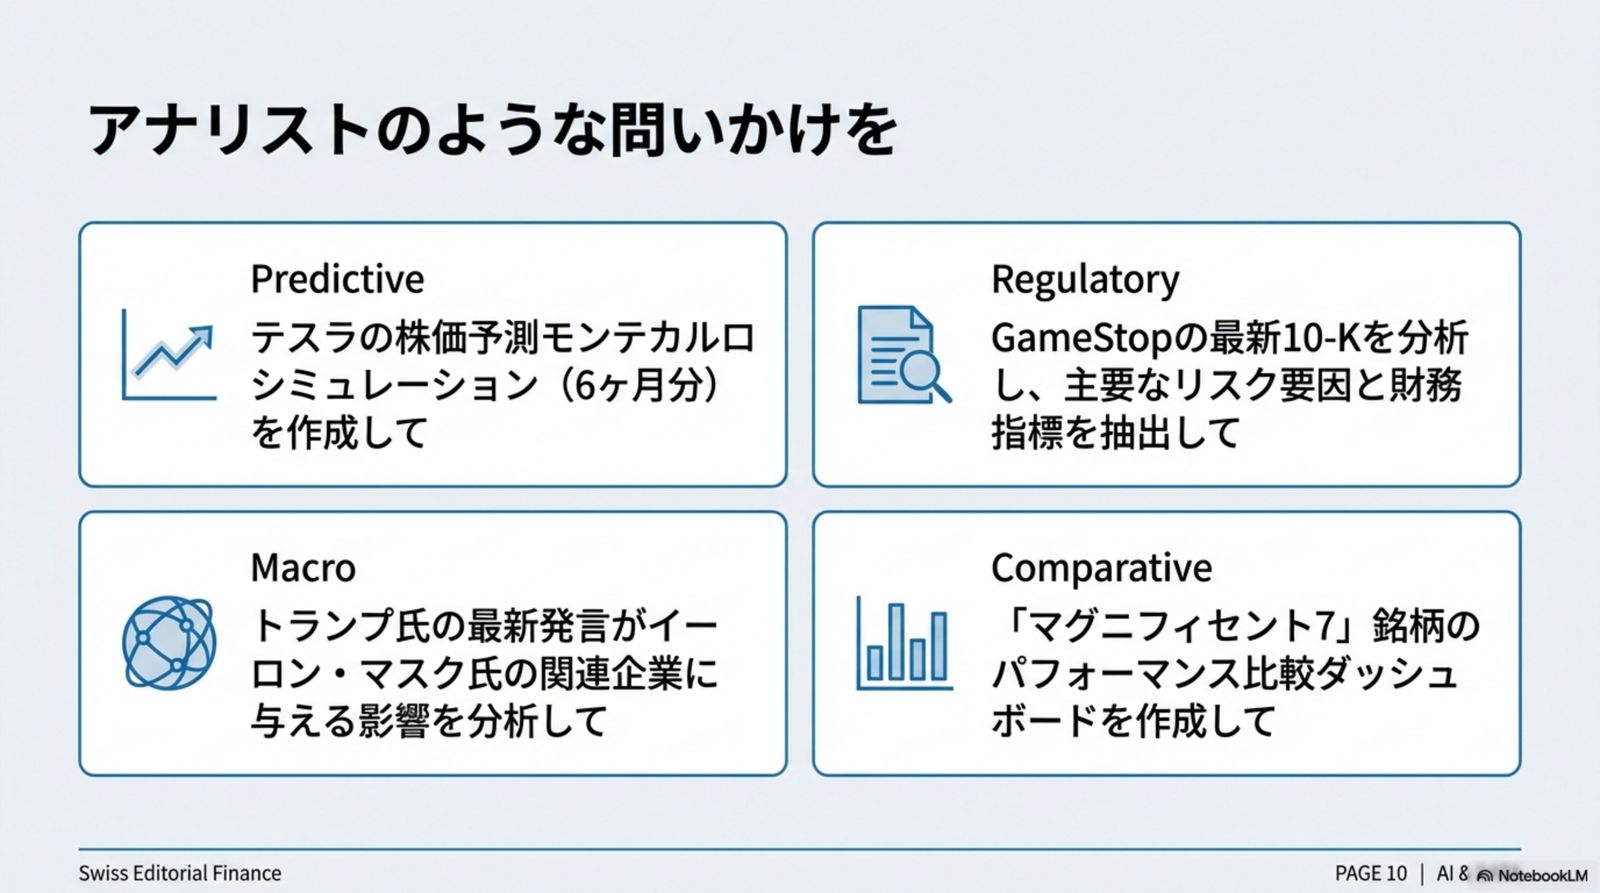 アナリストのような問いかけを
Predictive
テスラの株価予測モンテカルロ
シミュレーション（6ヶ月分）
を作成して
Regulatory
GameStopの最新10-Kを分析
し、主要なリスク要因と財務
指標を抽出して
Macro
トランプ氏の最新発言がイー
ロン・マスク氏の関連企業に
与える影響を分析して
Comparative
「マグニフィセント7」銘柄の
パフォーマンス比較ダッシュ
ボードを作成して
Swiss Editorial Finance
PAGE 10 | AI &
NotebookLM